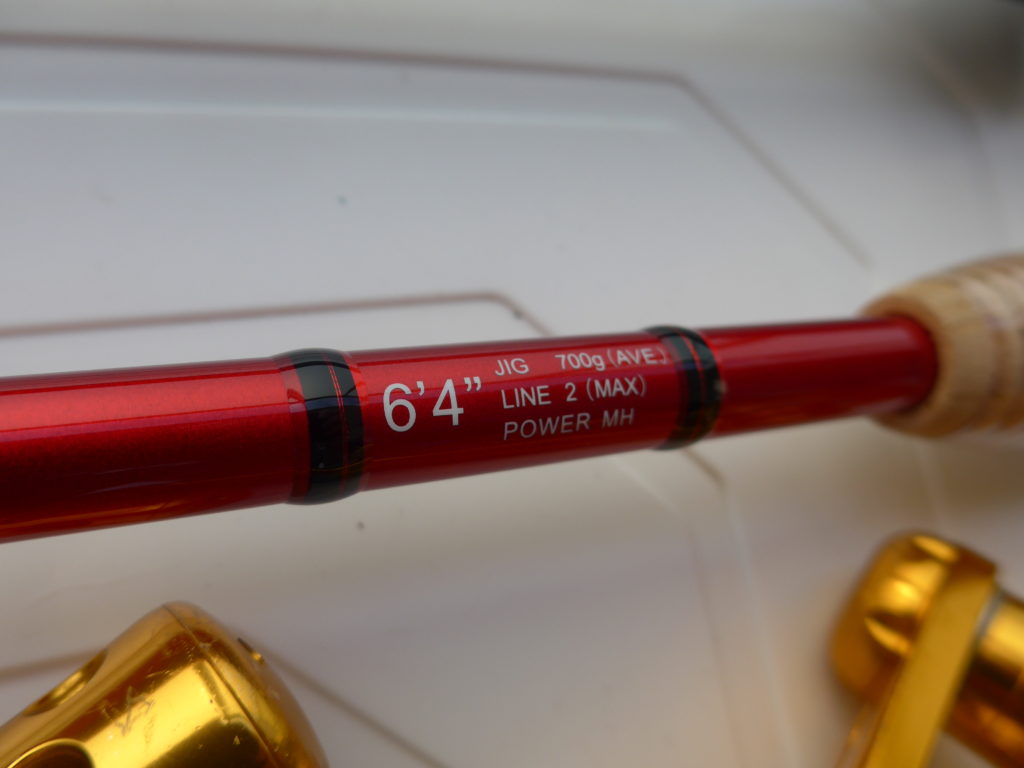 6'4"
JIG 700g (AVE)
LINE 2 (MAX)
POWER MH